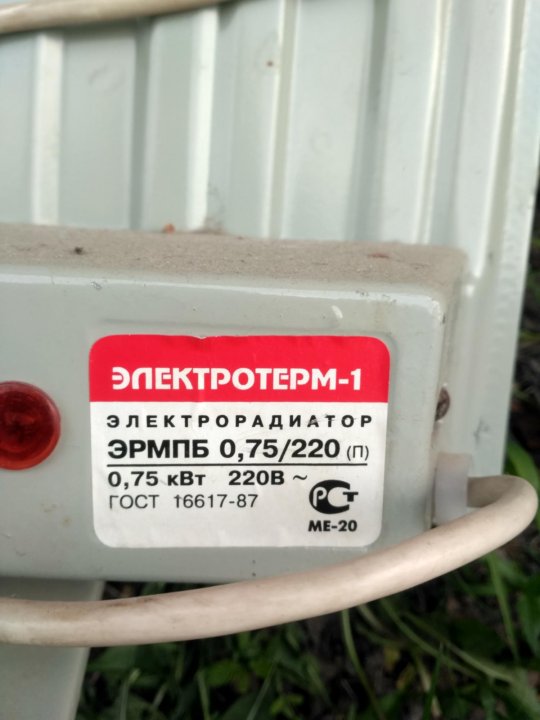 ЭЛЕКТРОТЕРМ-1
ЭЛЕКТРОРАДИАТОР
ЭРМПБ 0,75/220 (П)
0,75 кВт 220В ~
ГОСТ 16617-87
РСТ
МЕ-20